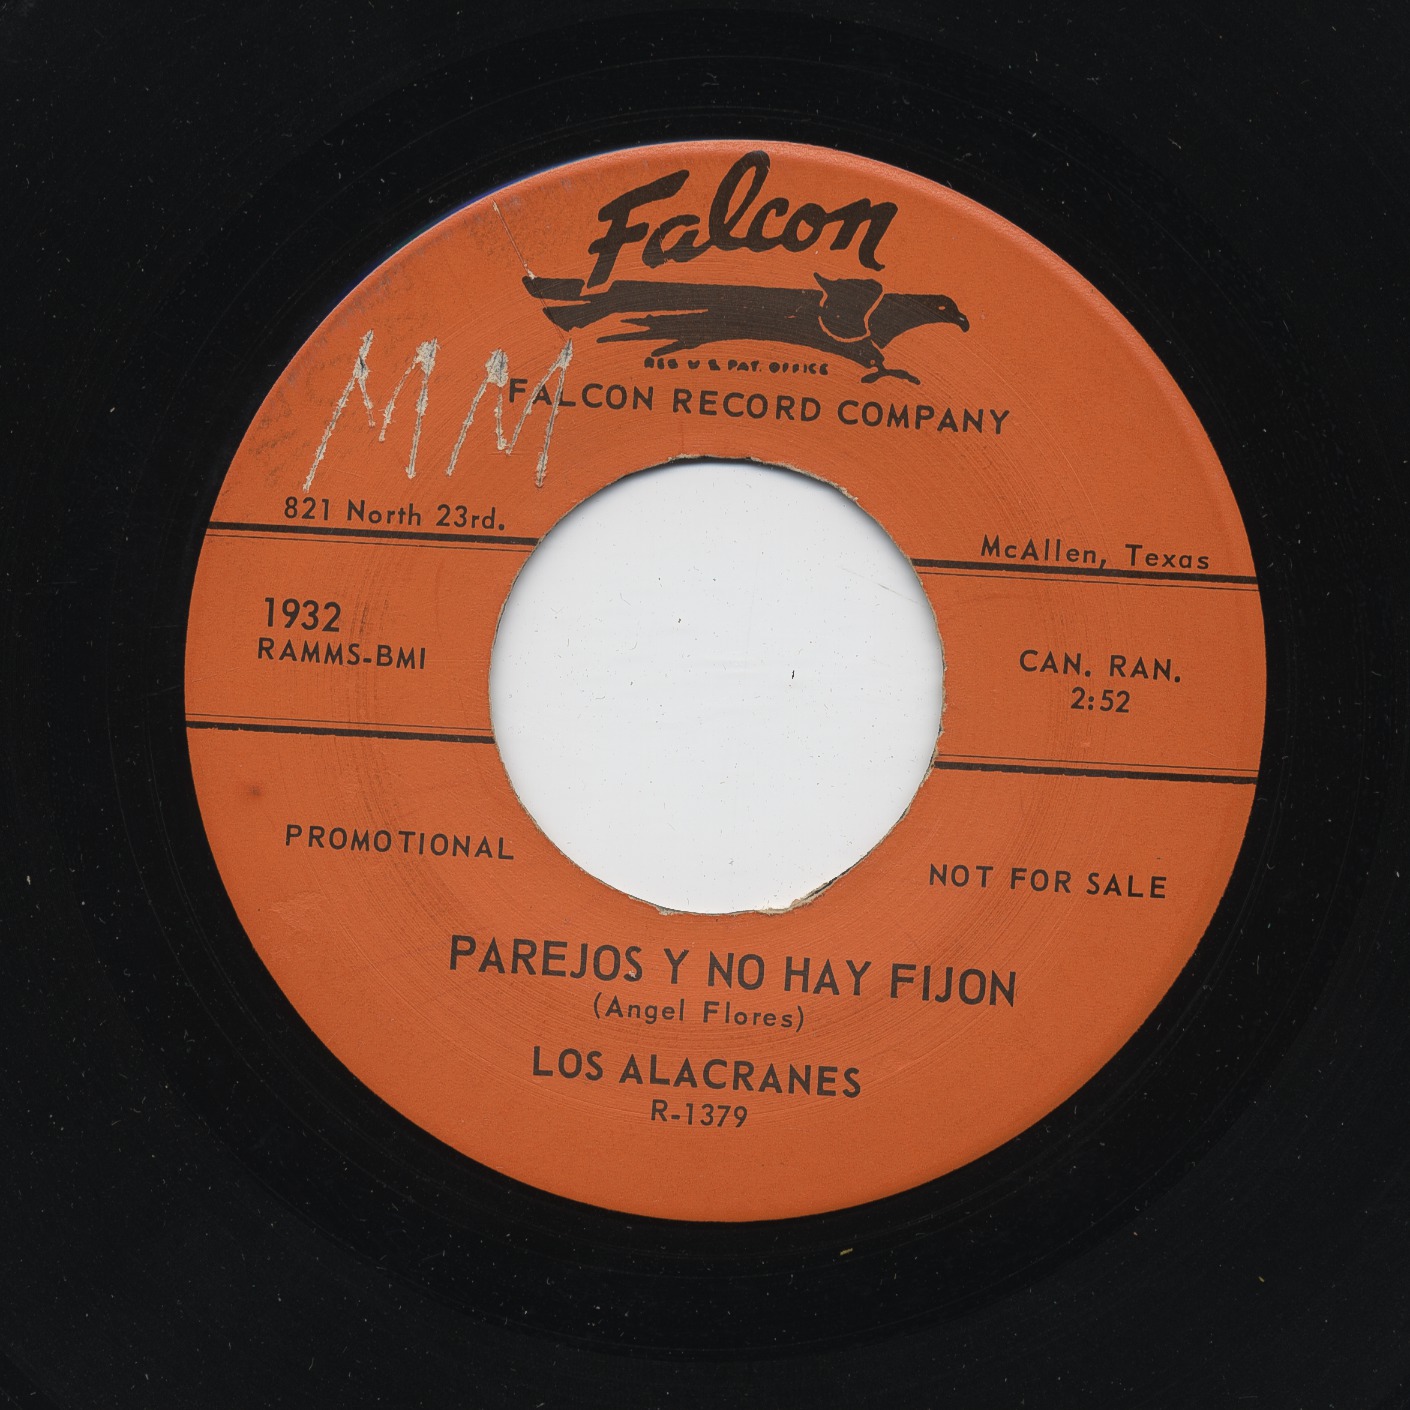 Falcon
REG U S PAT. OFFICE
FALCON RECORD COMPANY
MM
821 North 23rd.
McAllen, Texas
1932
RAMMS-BMI
CAN. RAN.
2:52
PROMOTIONAL
NOT FOR SALE
PAREJOS Y NO HAY FIJON
(Angel Flores)
LOS ALACRANES
R-1379